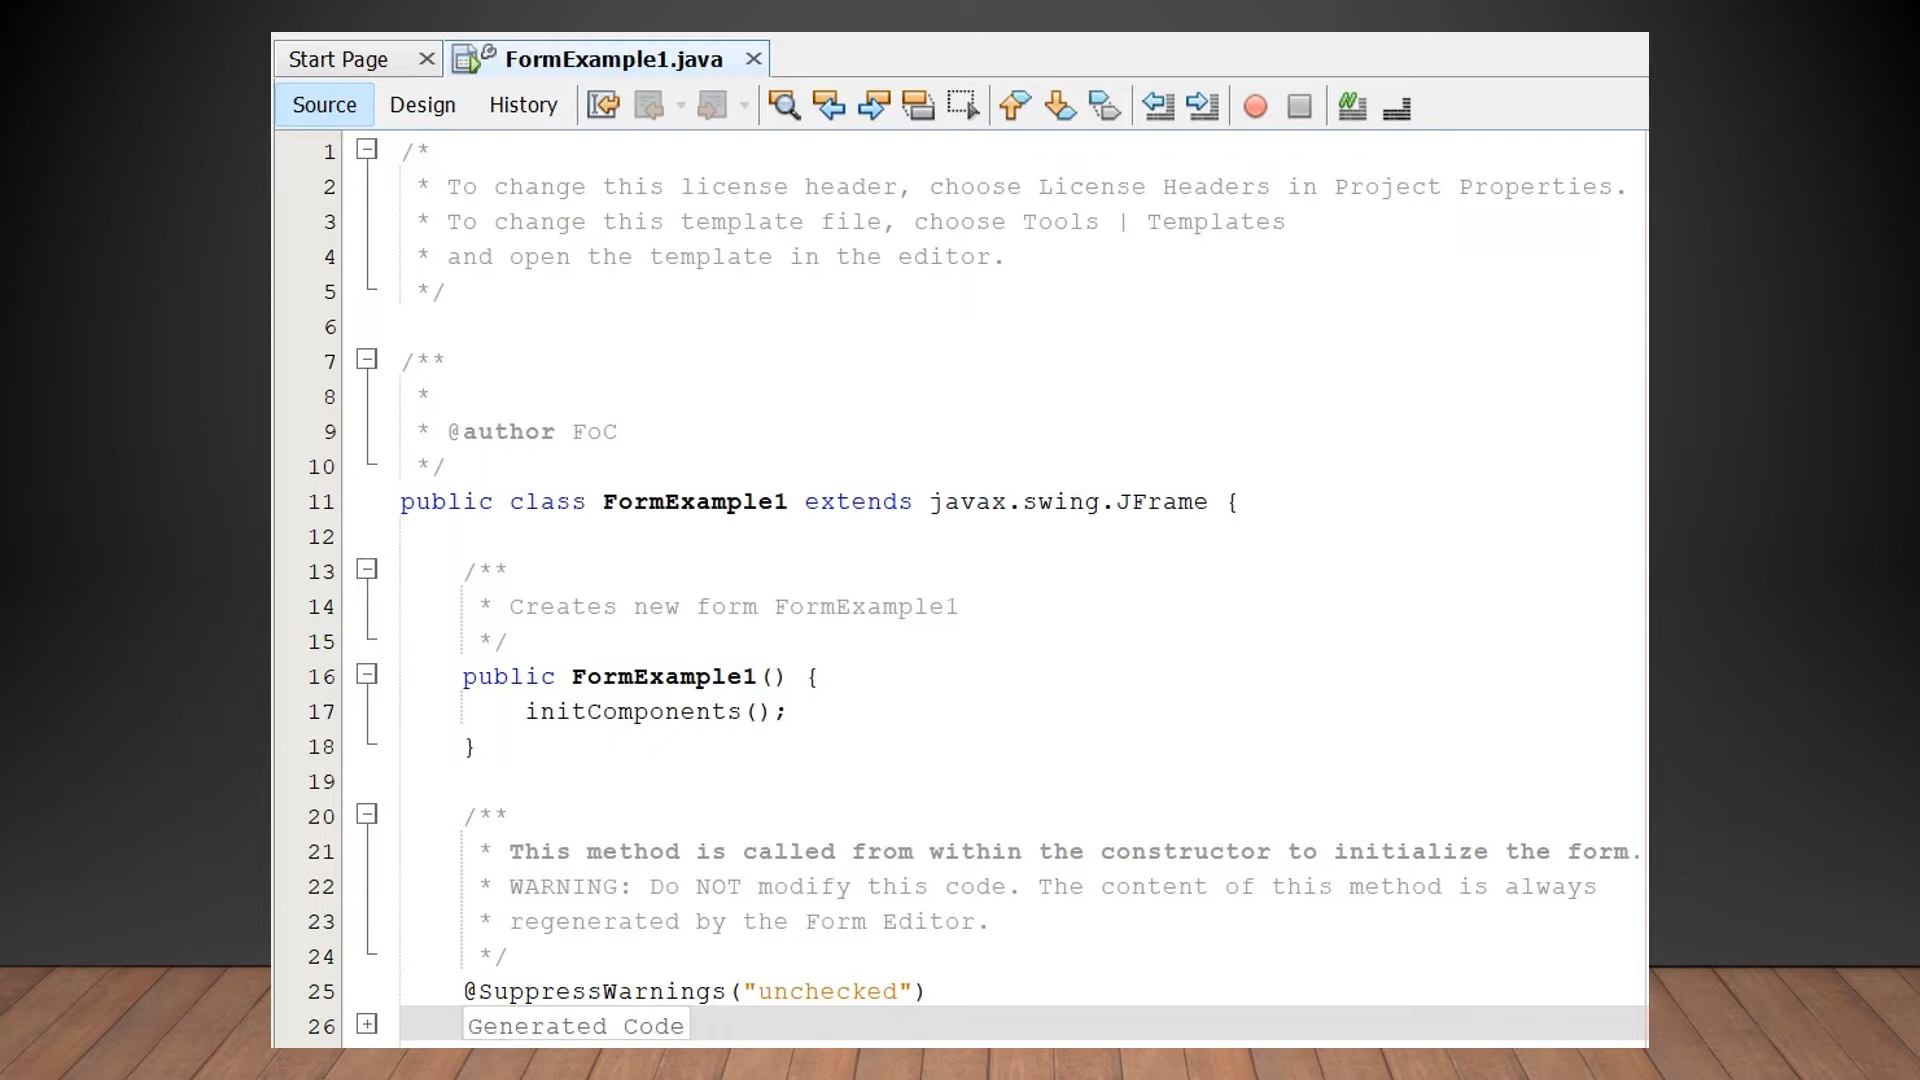 Start Page
FormExample1.java
Source Design History
1 /*
2 * To change this license header, choose License Headers in Project Properties.
3 * To change this template file, choose Tools | Templates
4 * and open the template in the editor.
5 */
6
7 /**
8 *
9 * @author FoC
10 */
11 public class FormExample1 extends javax.swing.JFrame {
12
13 /**
14 * Creates new form FormExample1
15 */
16 public FormExample1() {
17 initComponents();
18 }
19
20 /**
21 * This method is called from within the constructor to initialize the form.
22 * WARNING: Do NOT modify this code. The content of this method is always
23 * regenerated by the Form Editor.
24 */
25 @SuppressWarnings("unchecked")
26 Generated Code